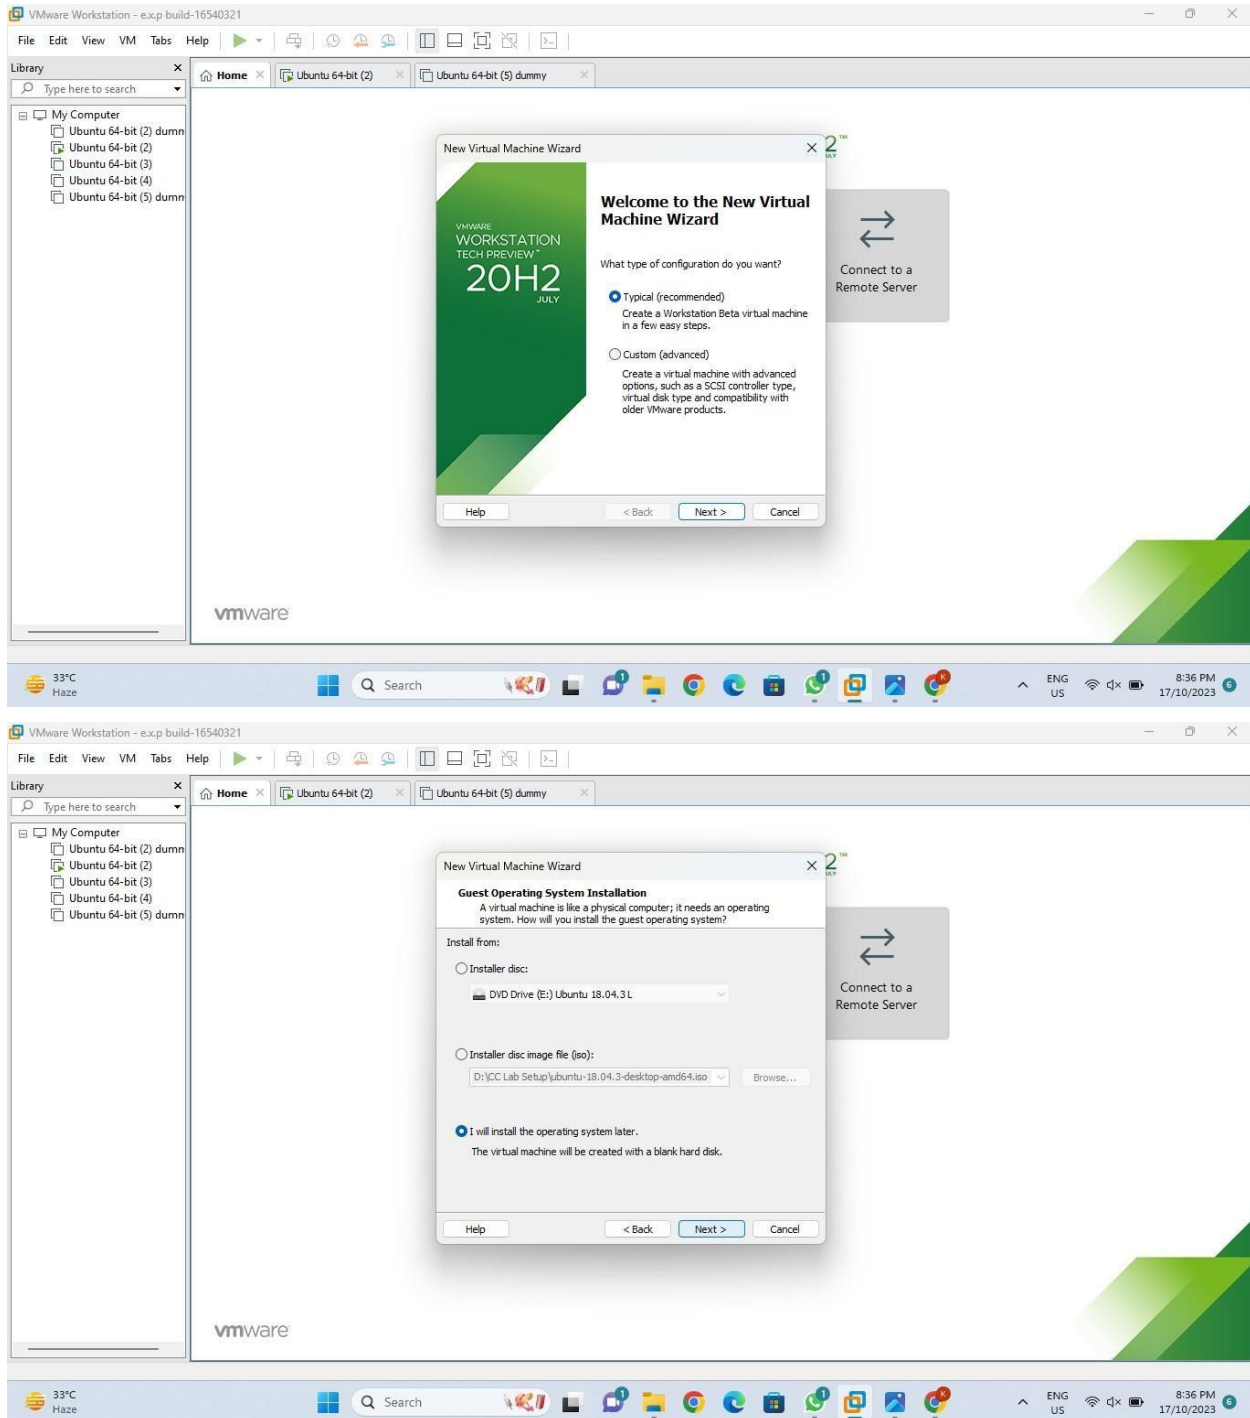 VMware Workstation - e.x.p build-16540321
File Edit View VM Tabs Help
Library
Type here to search
Home
Ubuntu 64-bit (2)
Ubuntu 64-bit (5) dummy
My Computer
Ubuntu 64-bit (2) dumm
Ubuntu 64-bit (2)
Ubuntu 64-bit (3)
Ubuntu 64-bit (4)
Ubuntu 64-bit (5) dumm
New Virtual Machine Wizard
2™
VMWARE
WORKSTATION
TECH PREVIEW
20H2
JULY
Welcome to the New Virtual
Machine Wizard
What type of configuration do you want?
Typical (recommended)
Create a Workstation Beta virtual machine
in a few easy steps.
Custom (advanced)
Create a virtual machine with advanced
options, such as a SCSI controller type,
virtual disk type and compatibility with
older VMware products.
Connect to a
Remote Server
Help < Back Next > Cancel
vmware
33°C
Haze
Search
1
1
K
ENG
US
8:36 PM
17/10/2023
6
VMware Workstation - e.x.p build-16540321
File Edit View VM Tabs Help
Library
Type here to search
Home
Ubuntu 64-bit (2)
Ubuntu 64-bit (5) dummy
My Computer
Ubuntu 64-bit (2) dumm
Ubuntu 64-bit (2)
Ubuntu 64-bit (3)
Ubuntu 64-bit (4)
Ubuntu 64-bit (5) dumm
New Virtual Machine Wizard
2™
Guest Operating System Installation
A virtual machine is like a physical computer; it needs an operating
system. How will you install the guest operating system?
Install from:
Installer disc:
DVD Drive (E:) Ubuntu 18.04.3 L
Installer disc image file (iso):
D:\CC Lab Setup\ubuntu-18.04.3-desktop-amd64.iso
Browse...
I will install the operating system later.
The virtual machine will be created with a blank hard disk.
Connect to a
Remote Server
Help < Back Next > Cancel
vmware
33°C
Haze
Search
1
1
K
ENG
US
8:36 PM
17/10/2023
6